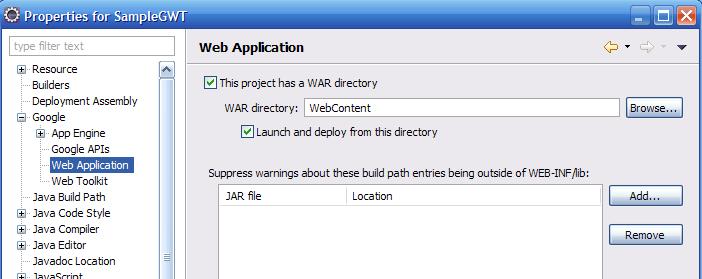 Properties for SampleGWT
type filter text
Resource
Builders
Deployment Assembly
Google
App Engine
Google APIs
Web Application
Web Toolkit
Java Build Path
Java Code Style
Java Compiler
Java Editor
Javadoc Location
JavaScript
Web Application
This project has a WAR directory
WAR directory: WebContent Browse...
Launch and deploy from this directory
Suppress warnings about these build path entries being outside of WEB-INF/lib:
JAR file Location Add...
Remove